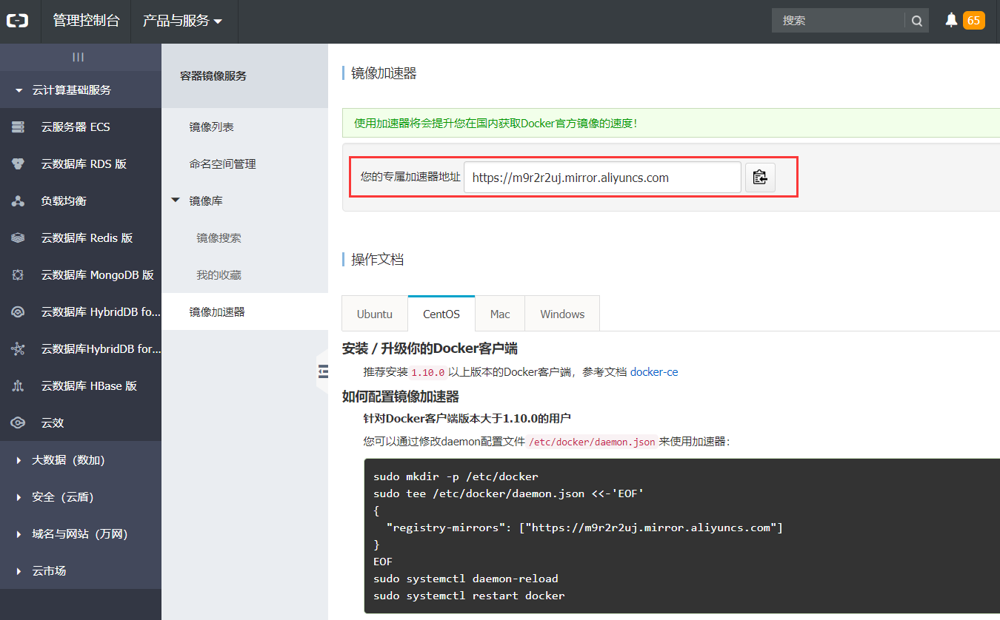 管理控制台
产品与服务
搜索
65
云计算基础服务
云服务器 ECS
云数据库 RDS 版
负载均衡
云数据库 Redis 版
云数据库 MongoDB 版
云数据库 HybridDB fo...
云数据库HybridDB for...
云数据库 HBase 版
云效
大数据（数加）
安全（云盾）
域名与网站（万网）
云市场
容器镜像服务
镜像列表
命名空间管理
镜像库
镜像搜索
我的收藏
镜像加速器
镜像加速器
使用加速器将会提升您在国内获取Docker官方镜像的速度！
您的专属加速器地址 https://m9r2r2uj.mirror.aliyuncs.com
操作文档
Ubuntu CentOS Mac Windows
安装 / 升级你的Docker客户端
推荐安装 1.10.0 以上版本的Docker客户端，参考文档 docker-ce
如何配置镜像加速器
针对Docker客户端版本大于1.10.0的用户
您可以通过修改daemon配置文件 /etc/docker/daemon.json 来使用加速器：
sudo mkdir -p /etc/docker
sudo tee /etc/docker/daemon.json <<-'EOF'
{
"registry-mirrors": ["https://m9r2r2uj.mirror.aliyuncs.com"]
}
EOF
sudo systemctl daemon-reload
sudo systemctl restart docker